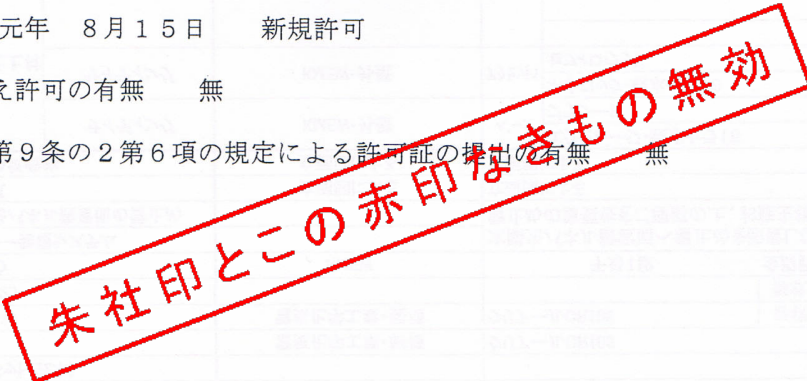 元年 8月15日 新規許可
え許可の有無 無
第9条の2第6項の規定による許可証の提出の有無 無
朱社印とこの赤印なきもの無効